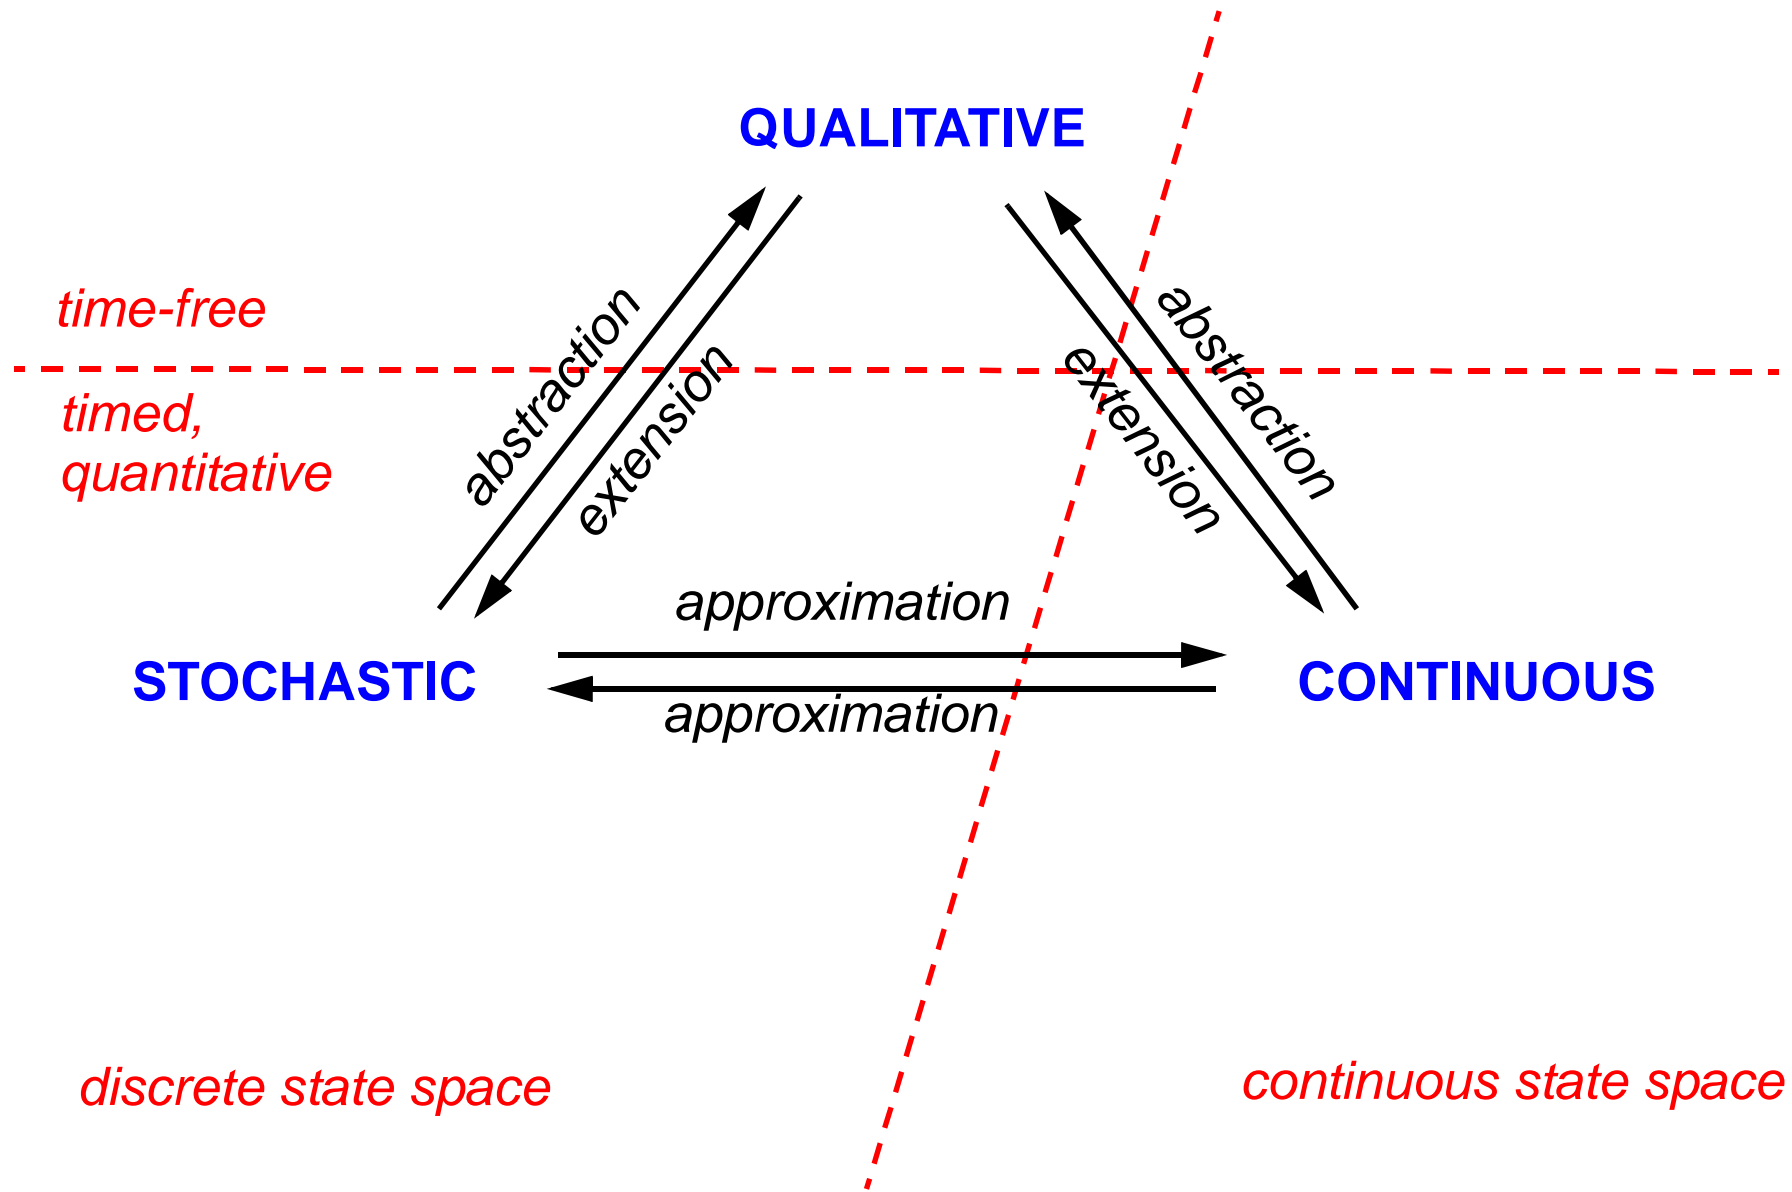 QUALITATIVE
time-free
timed,
quantitative
abstraction
extension
extension
abstraction
approximation
STOCHASTIC
CONTINUOUS
approximation
discrete state space
continuous state space